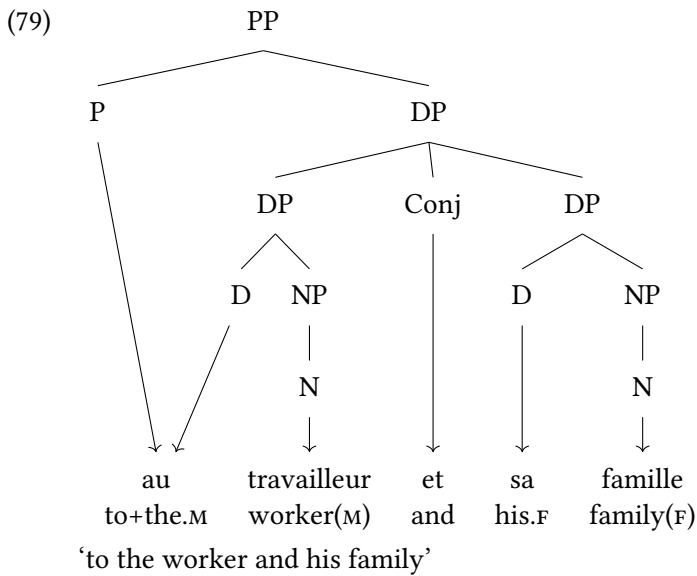 (79) PP
P DP
DP Conj DP
D NP D NP
N N
au travailleur et sa famille
to+the.M worker(M) and his.F family(F)
‘to the worker and his family’